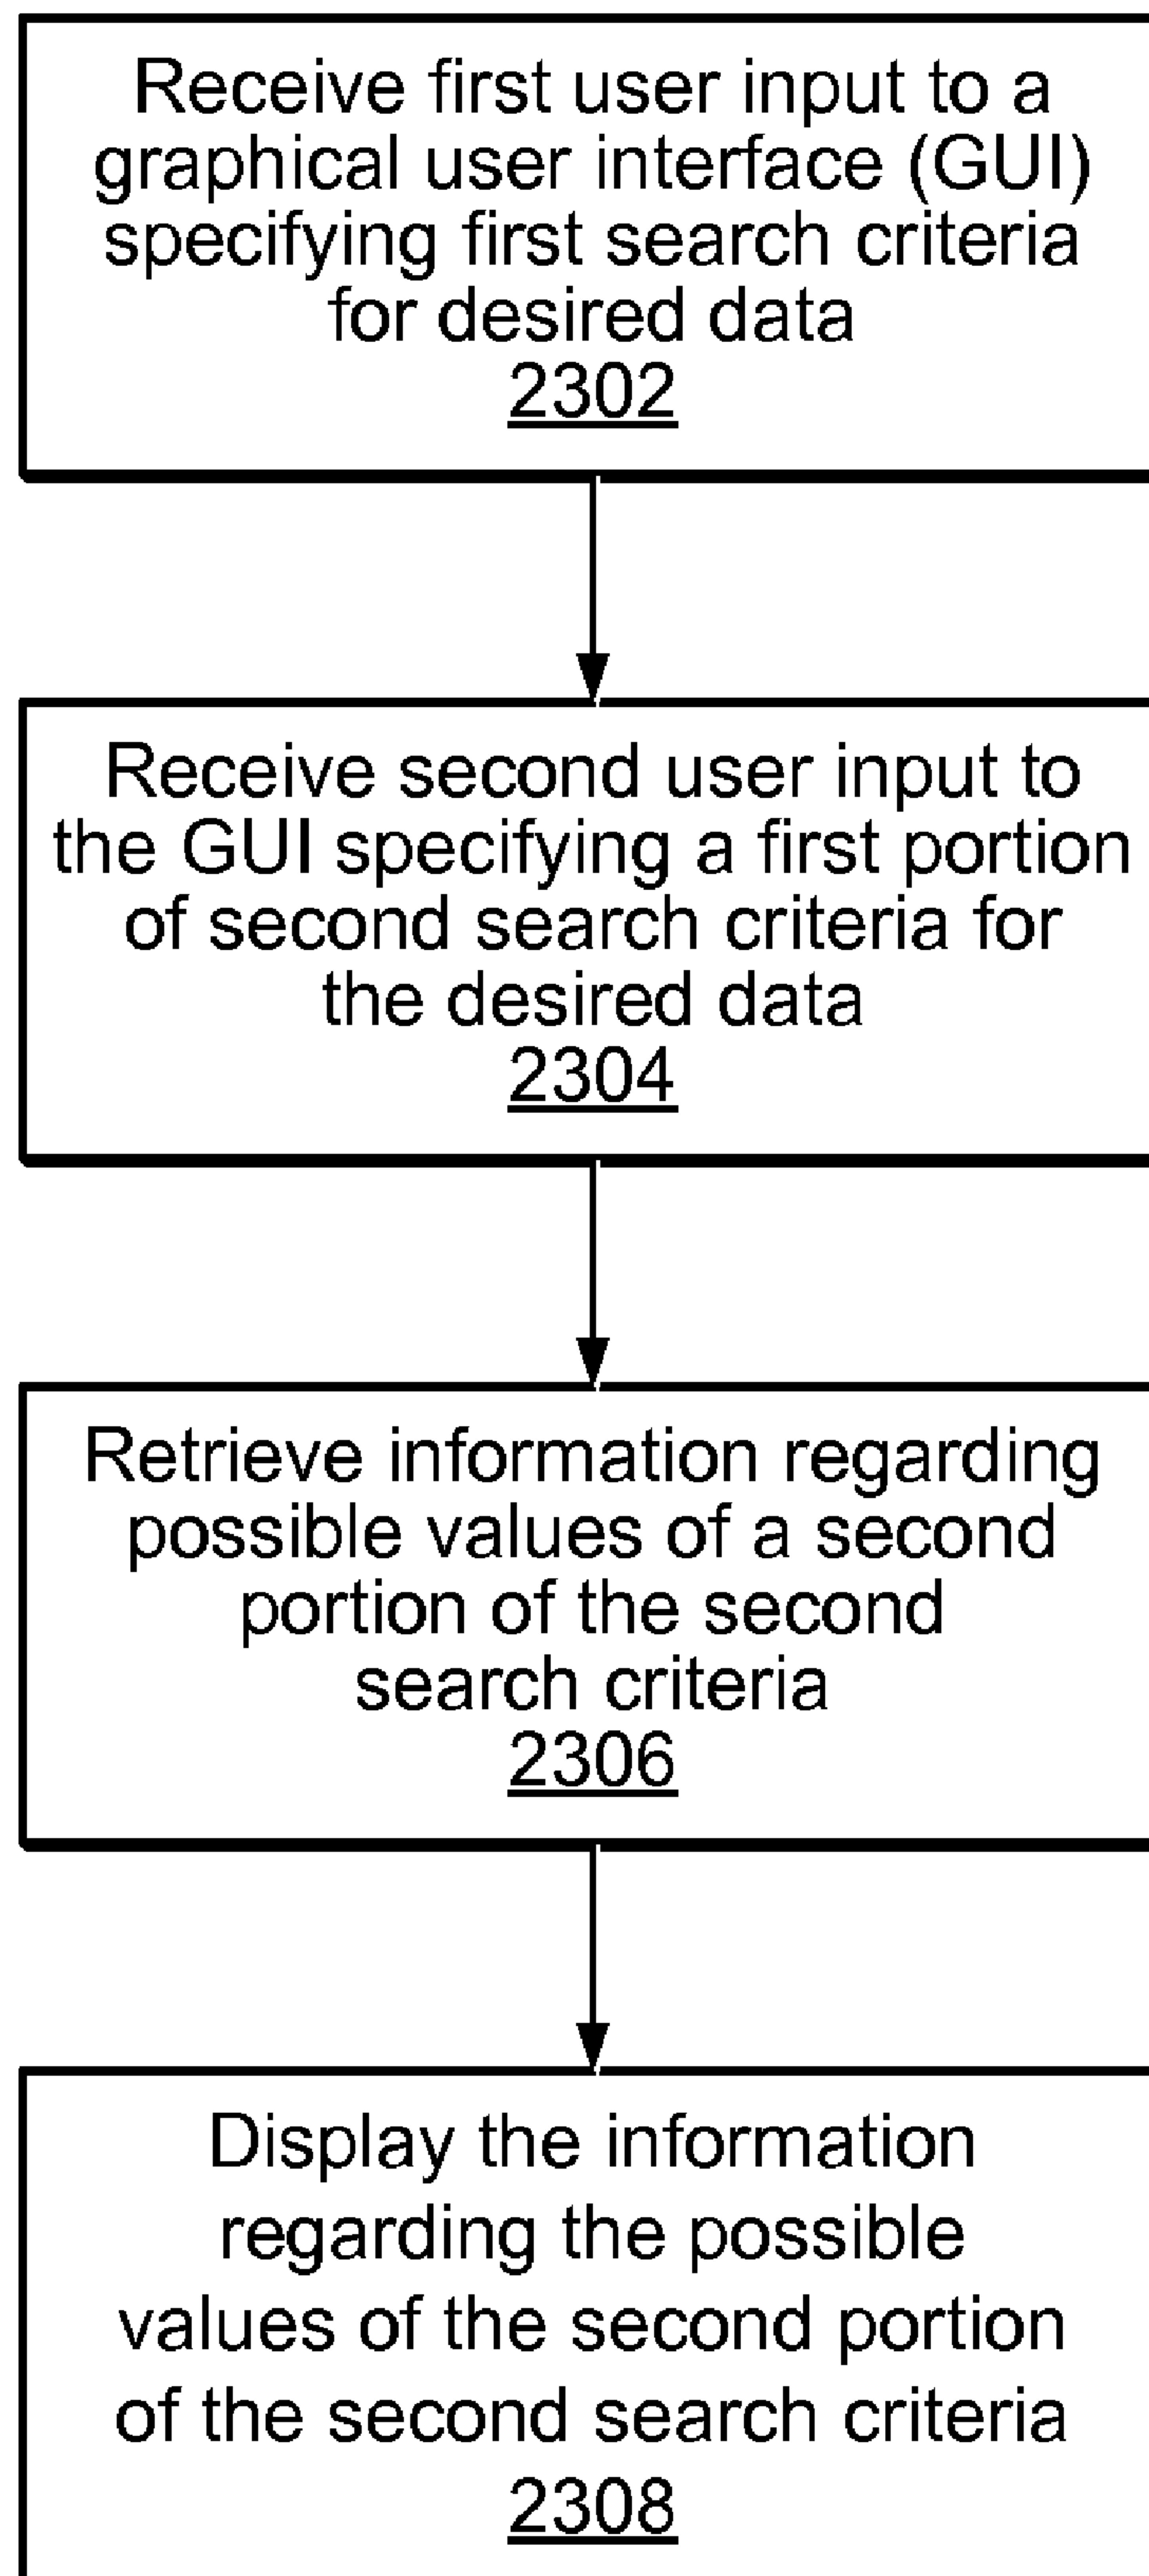 Receive first user input to a
graphical user interface (GUI)
specifying first search criteria
for desired data
2302
Receive second user input to
the GUI specifying a first portion
of second search criteria for
the desired data
2304
Retrieve information regarding
possible values of a second
portion of the second
search criteria
2306
Display the information
regarding the possible
values of the second portion
of the second search criteria
2308